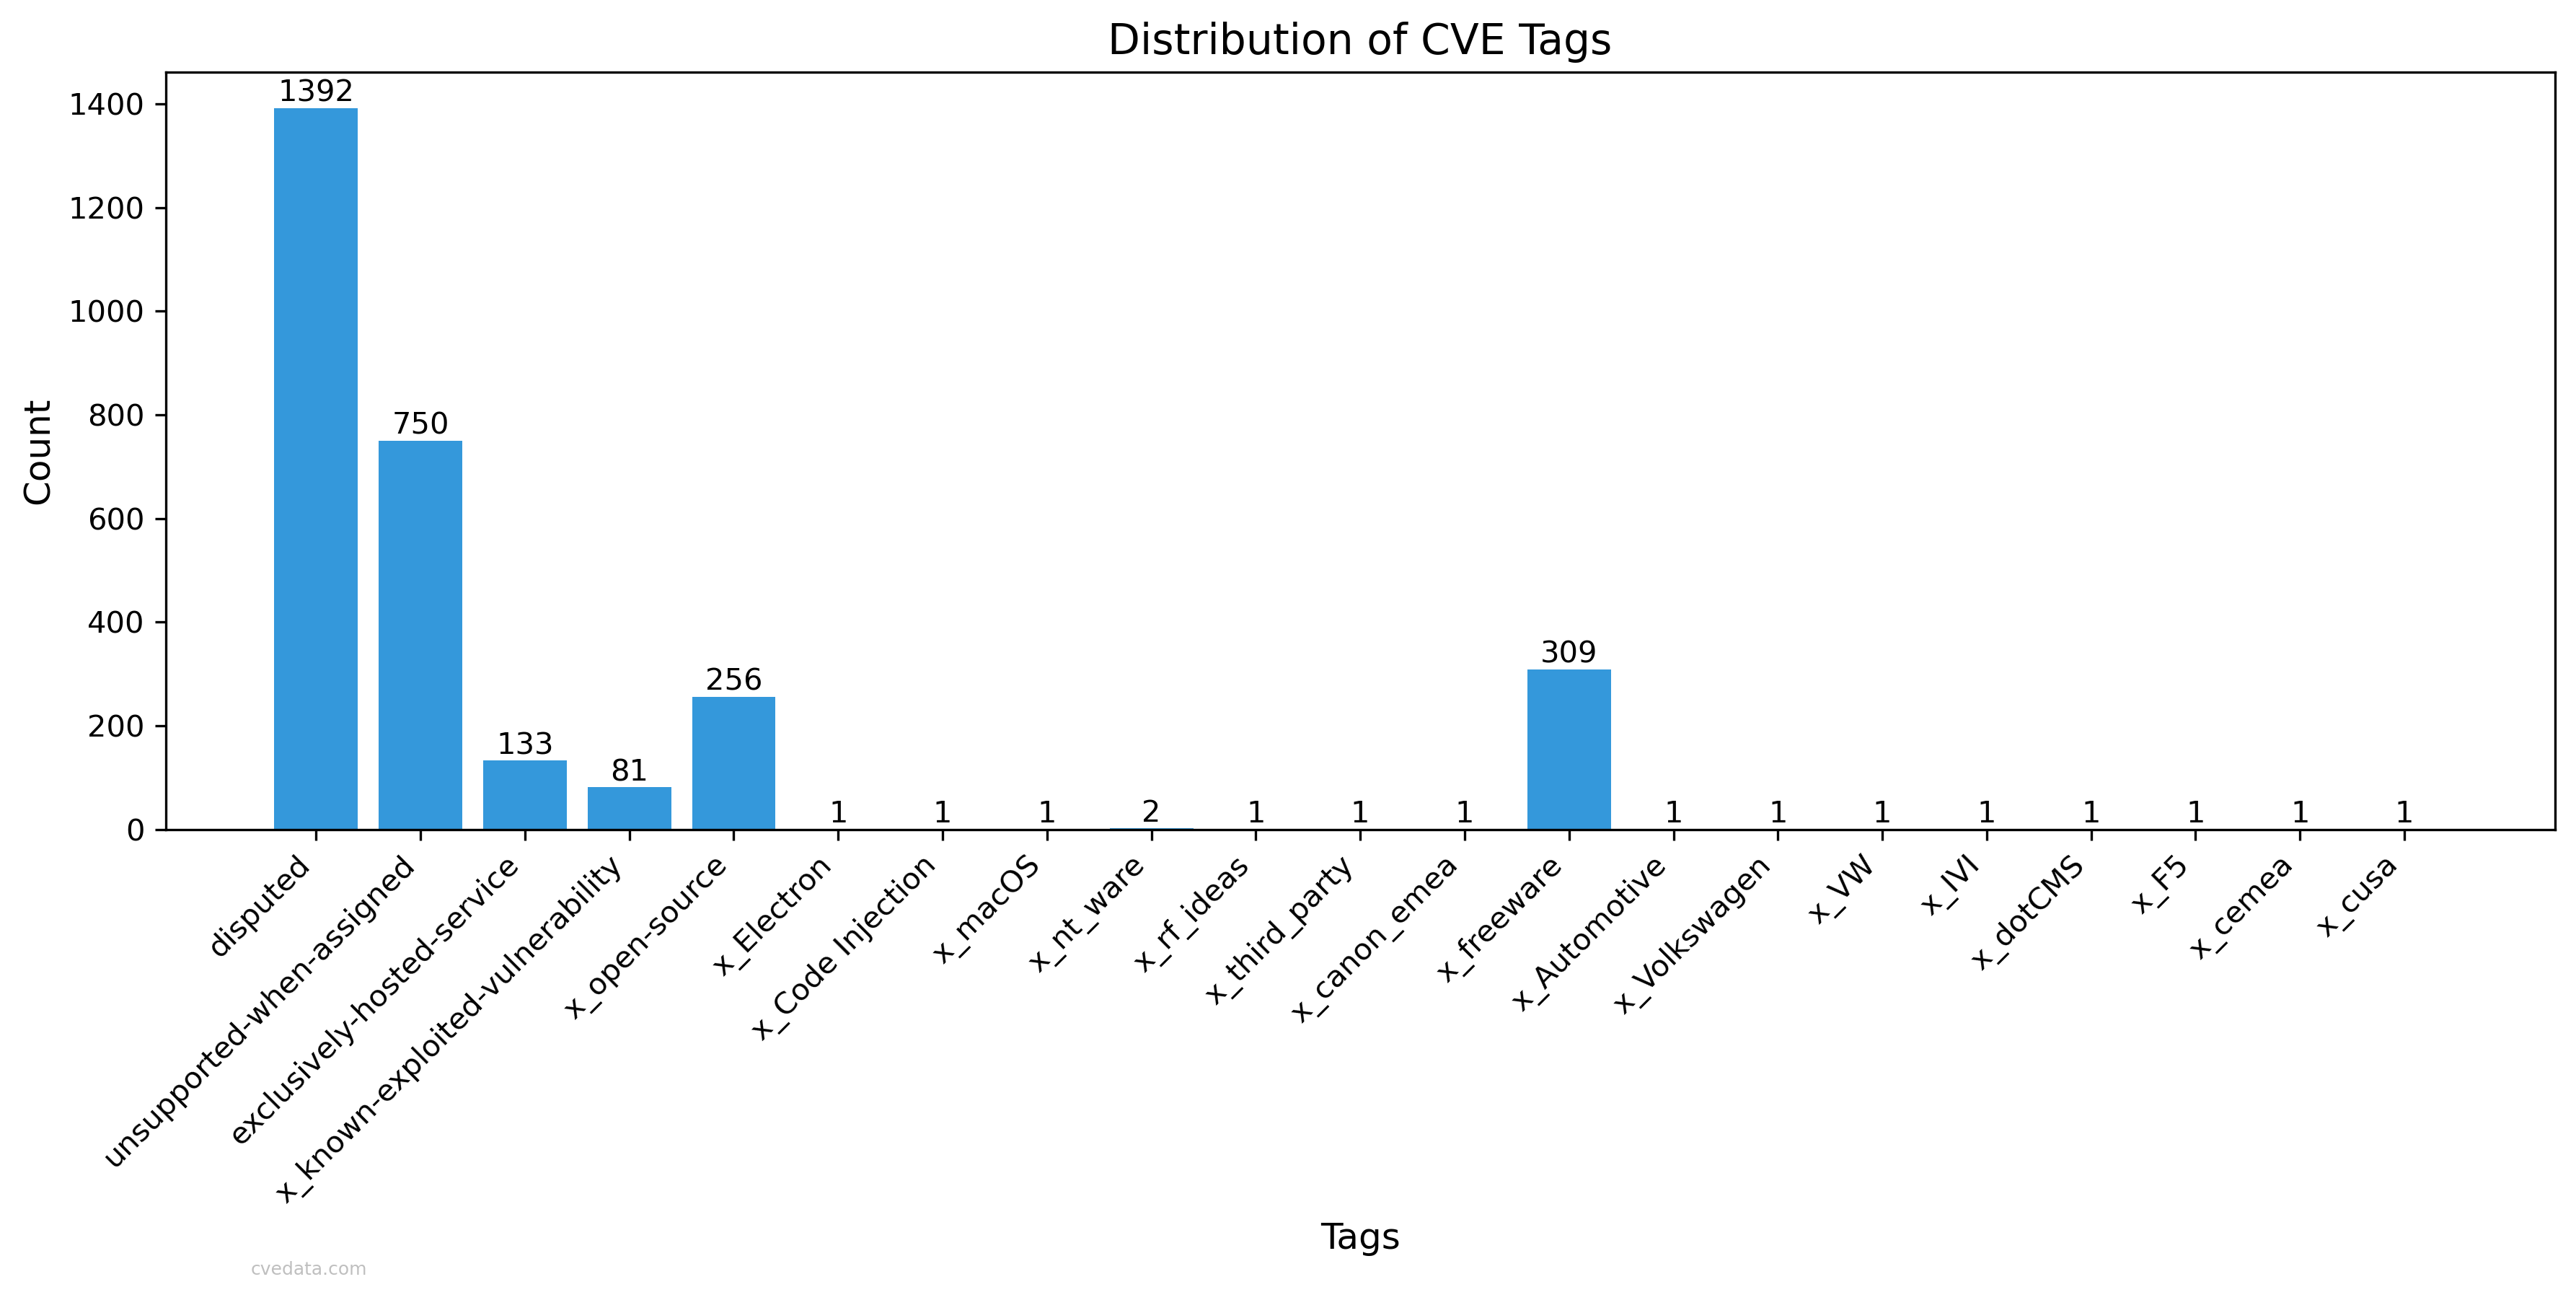 Distribution of CVE Tags
Count
1400
1200
1000
800
600
400
200
0
1392
750
133
81
256
1
1
1
2
1
1
1
309
1
1
1
1
1
1
1
1
disputed
unsupported-when-assigned
exclusively-hosted-service
x_known-exploited-vulnerability
x_open-source
x_Electron
x_Code Injection
x_macOS
x_nt_ware
x_rf_ideas
x_third_party
x_canon_emea
x_freeware
x_Automotive
x_Volkswagen
x_VW
x_IVI
x_dotCMS
x_F5
x_cemea
x_cusa
Tags
cvedata.com